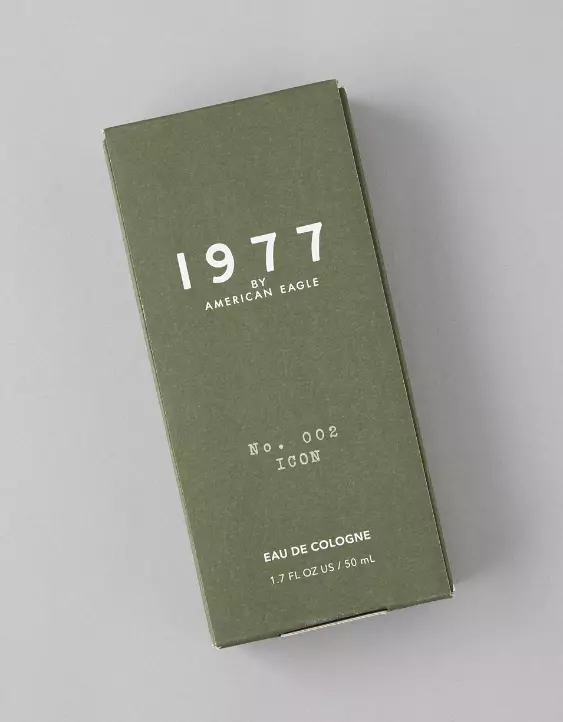 1977
BY
AMERICAN EAGLE
No. 002
ICON
EAU DE COLOGNE
1.7 FL OZ US / 50 mL